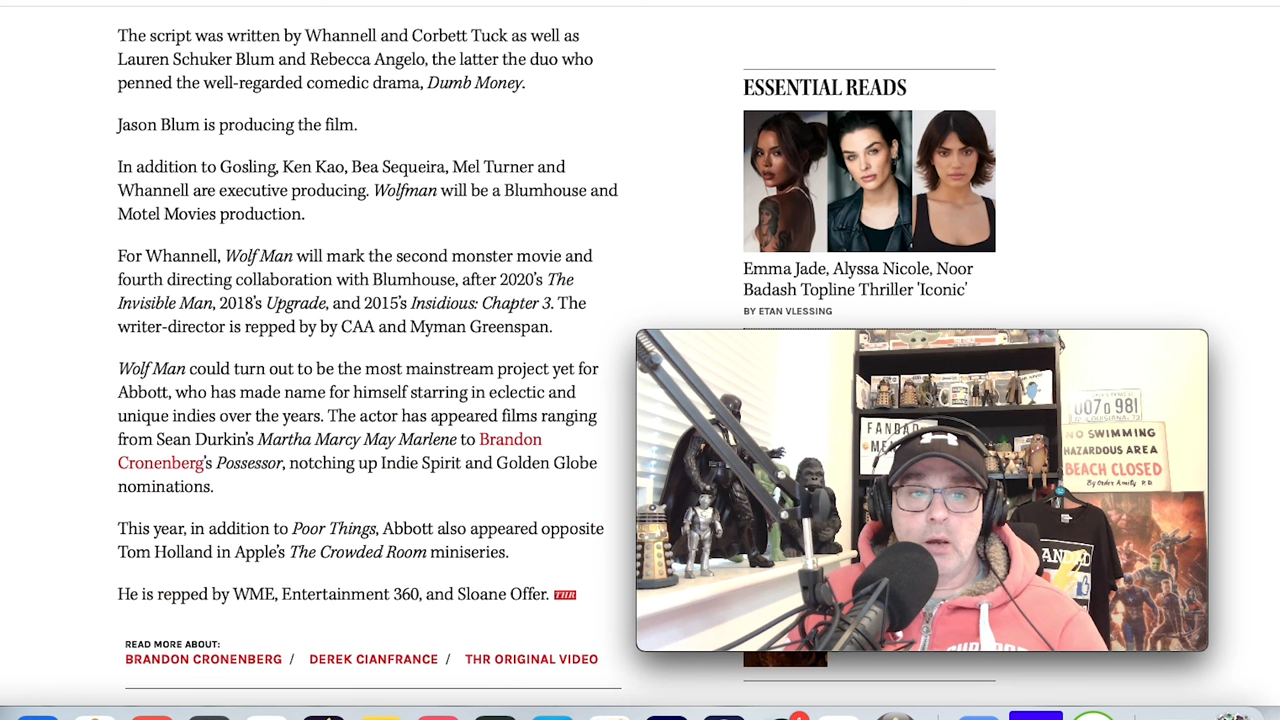 The script was written by Whannell and Corbett Tuck as well as
Lauren Schuker Blum and Rebecca Angelo, the latter the duo who
penned the well-regarded comedic drama, Dumb Money.
Jason Blum is producing the film.
In addition to Gosling, Ken Kao, Bea Sequeira, Mel Turner and
Whannell are executive producing. Wolfman will be a Blumhouse and
Motel Movies production.
For Whannell, Wolf Man will mark the second monster movie and
fourth directing collaboration with Blumhouse, after 2020’s The
Invisible Man, 2018’s Upgrade, and 2015’s Insidious: Chapter 3. The
writer-director is repped by by CAA and Myman Greenspan.
Wolf Man could turn out to be the most mainstream project yet for
Abbott, who has made name for himself starring in eclectic and
unique indies over the years. The actor has appeared films ranging
from Sean Durkin’s Martha Marcy May Marlene to Brandon
Cronenberg’s Possessor, notching up Indie Spirit and Golden Globe
nominations.
This year, in addition to Poor Things, Abbott also appeared opposite
Tom Holland in Apple’s The Crowded Room miniseries.
He is repped by WME, Entertainment 360, and Sloane Offer. THR
READ MORE ABOUT:
BRANDON CRONENBERG / DEREK CIANFRANCE / THR ORIGINAL VIDEO
ESSENTIAL READS
Emma Jade, Alyssa Nicole, Noor
Badash Topline Thriller 'Iconic'
BY ETAN VLESSING
FANDAD
007 981
NO SWIMMING
HAZARDOUS AREA
BEACH CLOSED
By Order Amity P.D.